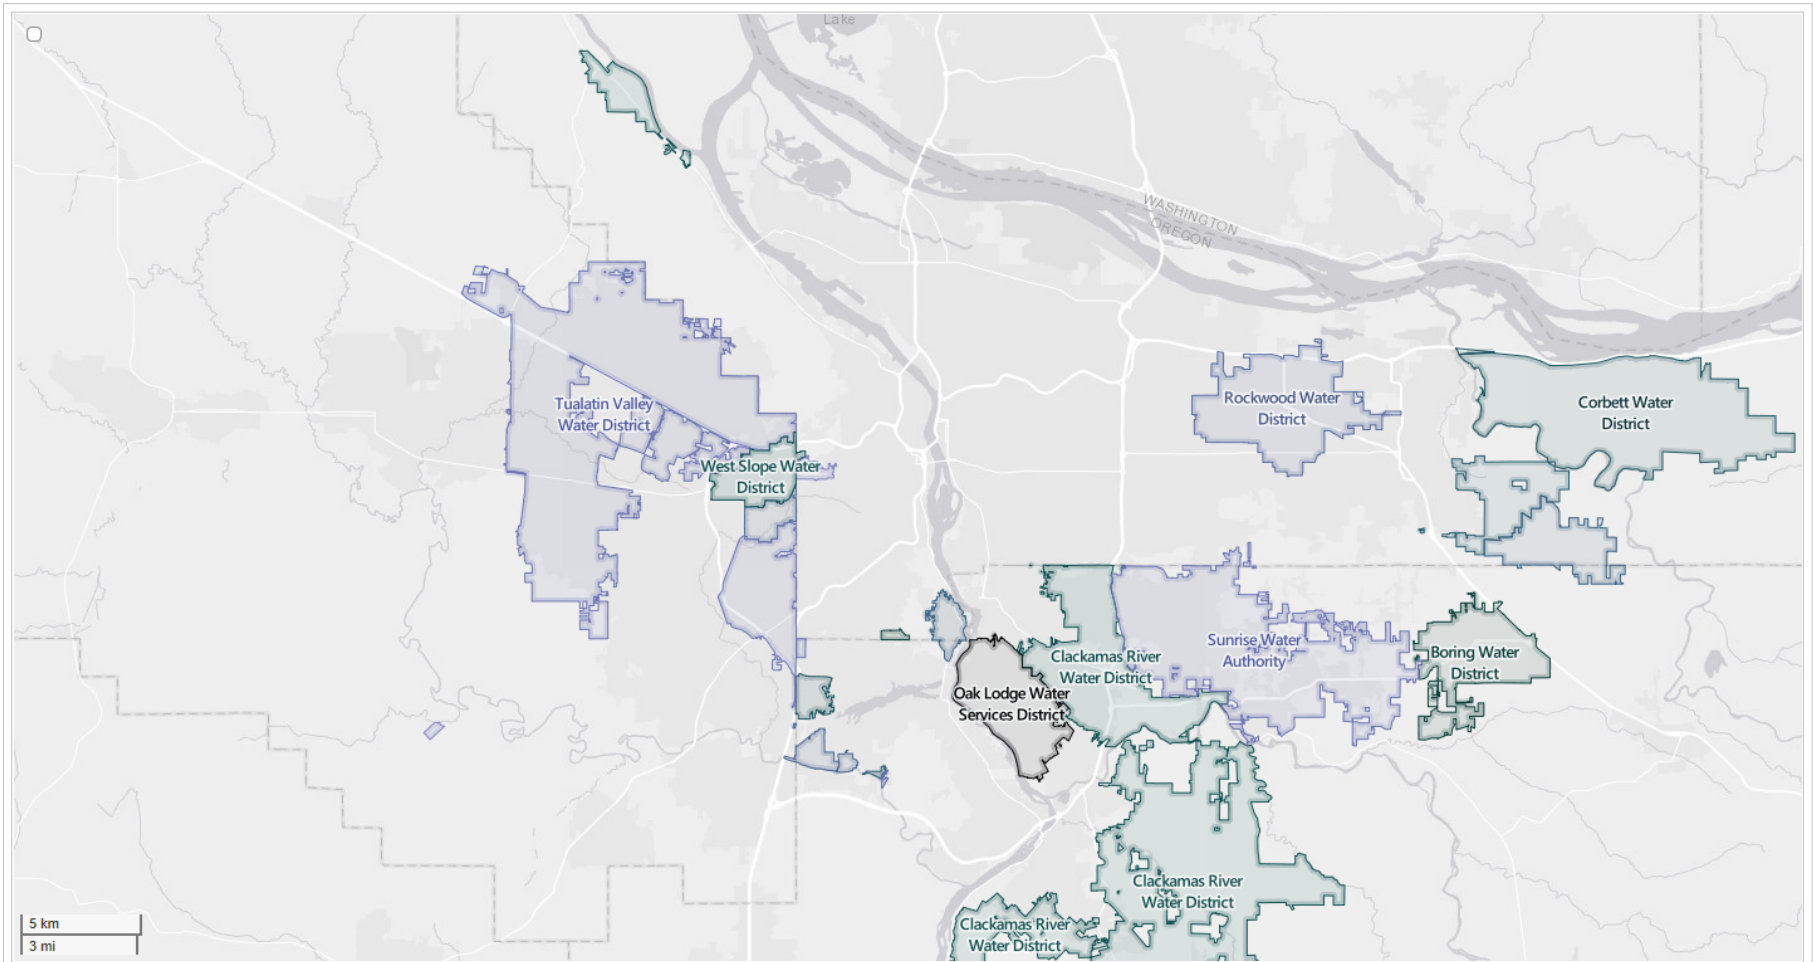 Lake
WASHINGTON
OREGON
Tualatin Valley
Water District
Rockwood Water
District
Corbett Water
District
West Slope Water
District
Sunrise Water
Authority
Clackamas River
Water District
Boring Water
District
Oak Lodge Water
Services District
Clackamas River
Water District
Clackamas River
Water District
5 km
3 mi